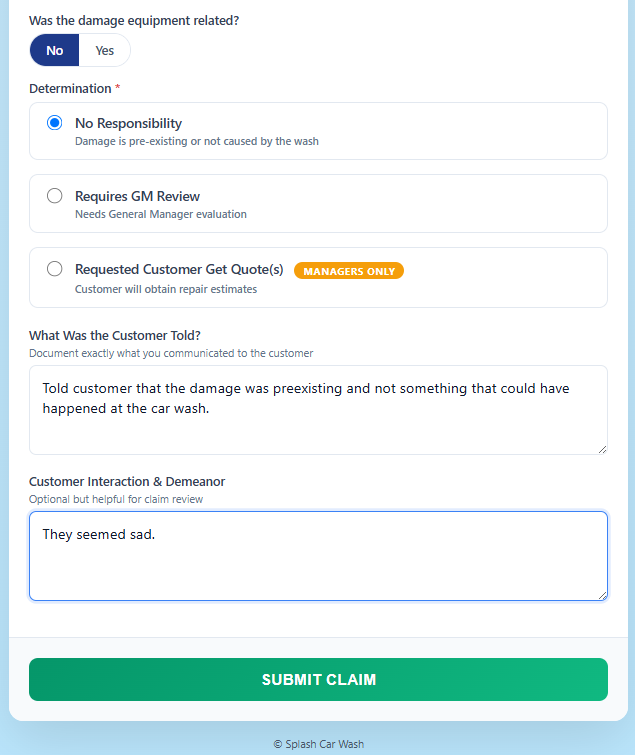 Was the damage equipment related?
No Yes
Determination *
No Responsibility
Damage is pre-existing or not caused by the wash
Requires GM Review
Needs General Manager evaluation
Requested Customer Get Quote(s) MANAGERS ONLY
Customer will obtain repair estimates
What Was the Customer Told?
Document exactly what you communicated to the customer
Told customer that the damage was preexisting and not something that could have
happened at the car wash.
Customer Interaction & Demeanor
Optional but helpful for claim review
They seemed sad.
SUBMIT CLAIM
© Splash Car Wash